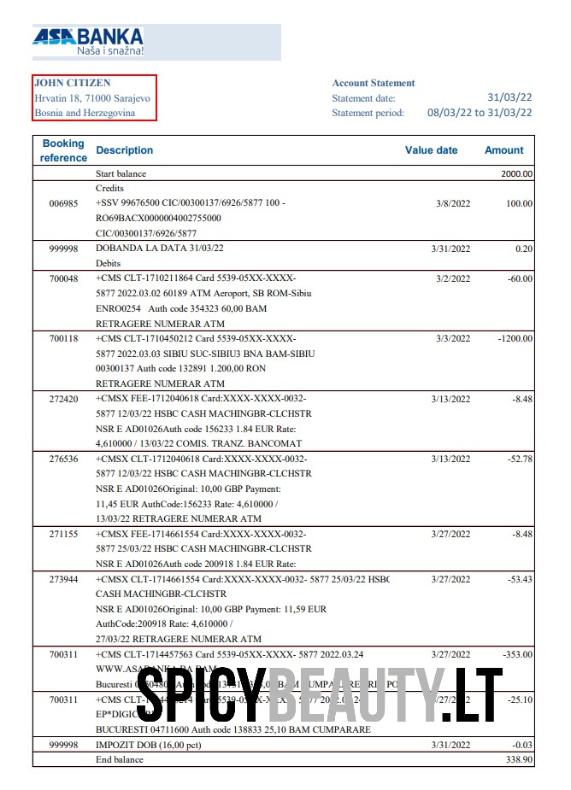 ASA BANKA
Naša i snažna!
JOHN CITIZEN
Hrvatin 18, 71000 Sarajevo
Bosnia and Herzegovina
Account Statement
Statement date: 31/03/22
Statement period: 08/03/22 to 31/03/22
Booking reference Description Value date Amount
Start balance 2000.00
Credits
006985 +SSV 99676500 CIC/00300137/6926/5877 100 - 3/8/2022 100.00
RO69BACX0000004002755000
CIC/00300137/6926/5877
999998 DOBANDA LA DATA 31/03/22 3/31/2022 0.20
Debits
700048 +CMS CLT-1710211864 Card 5539-05XX-XXXX- 3/2/2022 -60.00
5877 2022.03.02 60189 ATM Aeroport, SB ROM-Sibiu
ENRO0254 Auth code 354323 60,00 BAM
RETRAGERE NUMERAR ATM
700118 +CMS CLT-1710450212 Card 5539-05XX-XXXX- 3/3/2022 -1200.00
5877 2022.03.03 SIBIU SUC-SIBIU3 BNA BAM-SIBIU
00300137 Auth code 132891 1.200,00 RON
RETRAGERE NUMERAR ATM
272420 +CMSX FEE-1712040618 Card:XXXX-XXXX-0032- 3/13/2022 -8.48
5877 12/03/22 HSBC CASH MACHINGBR-CLCHSTR
NSR E AD01026Auth code 156233 1.84 EUR Rate:
4,610000 / 13/03/22 COMIS. TRANZ. BANCOMAT
276536 +CMSX CLT-1712040618 Card:XXXX-XXXX-0032- 3/13/2022 -52.78
5877 12/03/22 HSBC CASH MACHINGBR-CLCHSTR
NSR E AD01026Original: 10,00 GBP Payment:
11,45 EUR AuthCode:156233 Rate: 4,610000 /
13/03/22 RETRAGERE NUMERAR ATM
271155 +CMSX FEE-1714661554 Card:XXXX-XXXX-0032- 3/27/2022 -8.48
5877 25/03/22 HSBC CASH MACHINGBR-CLCHSTR
NSR E AD01026Auth code 200918 1.84 EUR Rate:
273944 +CMSX CLT-1714661554 Card:XXXX-XXXX-0032- 5877 25/03/22 HSBC 3/27/2022 -53.43
CASH MACHINGBR-CLCHSTR
NSR E AD01026Original: 10,00 GBP Payment: 11,59 EUR
AuthCode:200918 Rate: 4,610000 /
27/03/22 RETRAGERE NUMERAR ATM
700311 +CMS CLT-1714457563 Card 5539-05XX-XXXX- 5877 2022.03.24 3/27/2022 -353.00
Bucuresti
SPICYBEAUTY.LT
700311 +CMS -25.10
BUCURESTI 04711600 Auth code 138833 25,10 BAM CUMPARARE
999998 IMPOZIT DOB (16,00 pct) 3/31/2022 -0.03
End balance 338.90